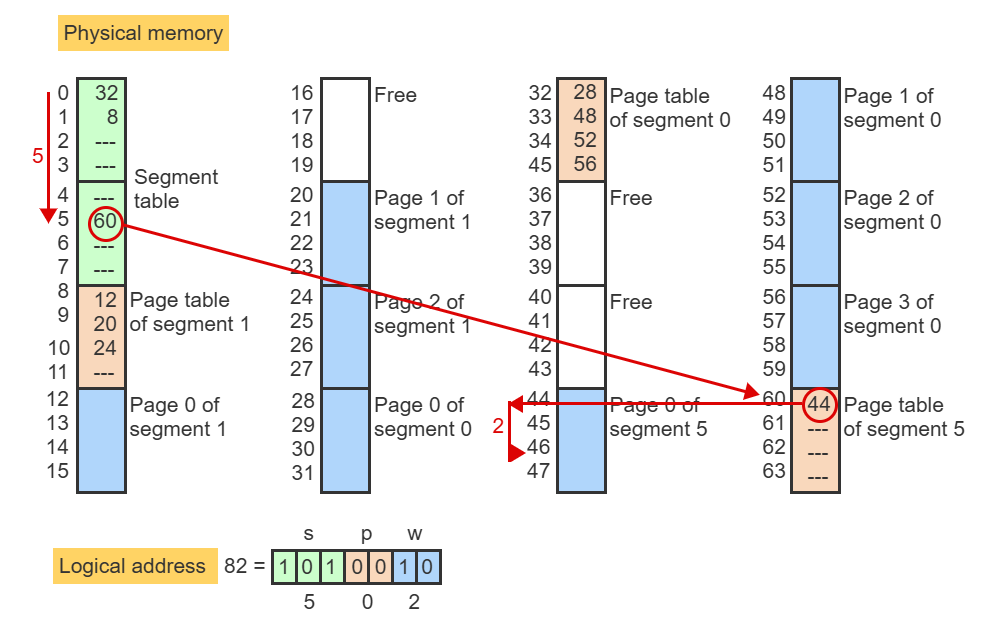 Physical memory
0 32
1 8
2 ---
3 ---
4 ---
5 60
6 ---
7 ---
8
9
12
20
10 24
11 ---
12
13
14
15
5
Segment
table
Page table
of segment 1
Page 0 of
segment 1
16
17
18
19
20
21
22
23
24
25
26
27
28
29
30
31
Free
Page 1 of
segment 1
Page 2 of
segment 1
Page 0 of
segment 0
32 28
33 48
34 52
45 56
36
37
38
39
40
41
42
43
44
45
46
47
2
Page table
of segment 0
Free
Free
Page 0 of
segment 5
48
49
50
51
52
53
54
55
56
57
58
59
60 44
61 ---
62 ---
63 ---
Page 1 of
segment 0
Page 2 of
segment 0
Page 3 of
segment 0
Page table
of segment 5
s p w
Logical address 82 = 1 0 1 0 0 1 0
5 0 2